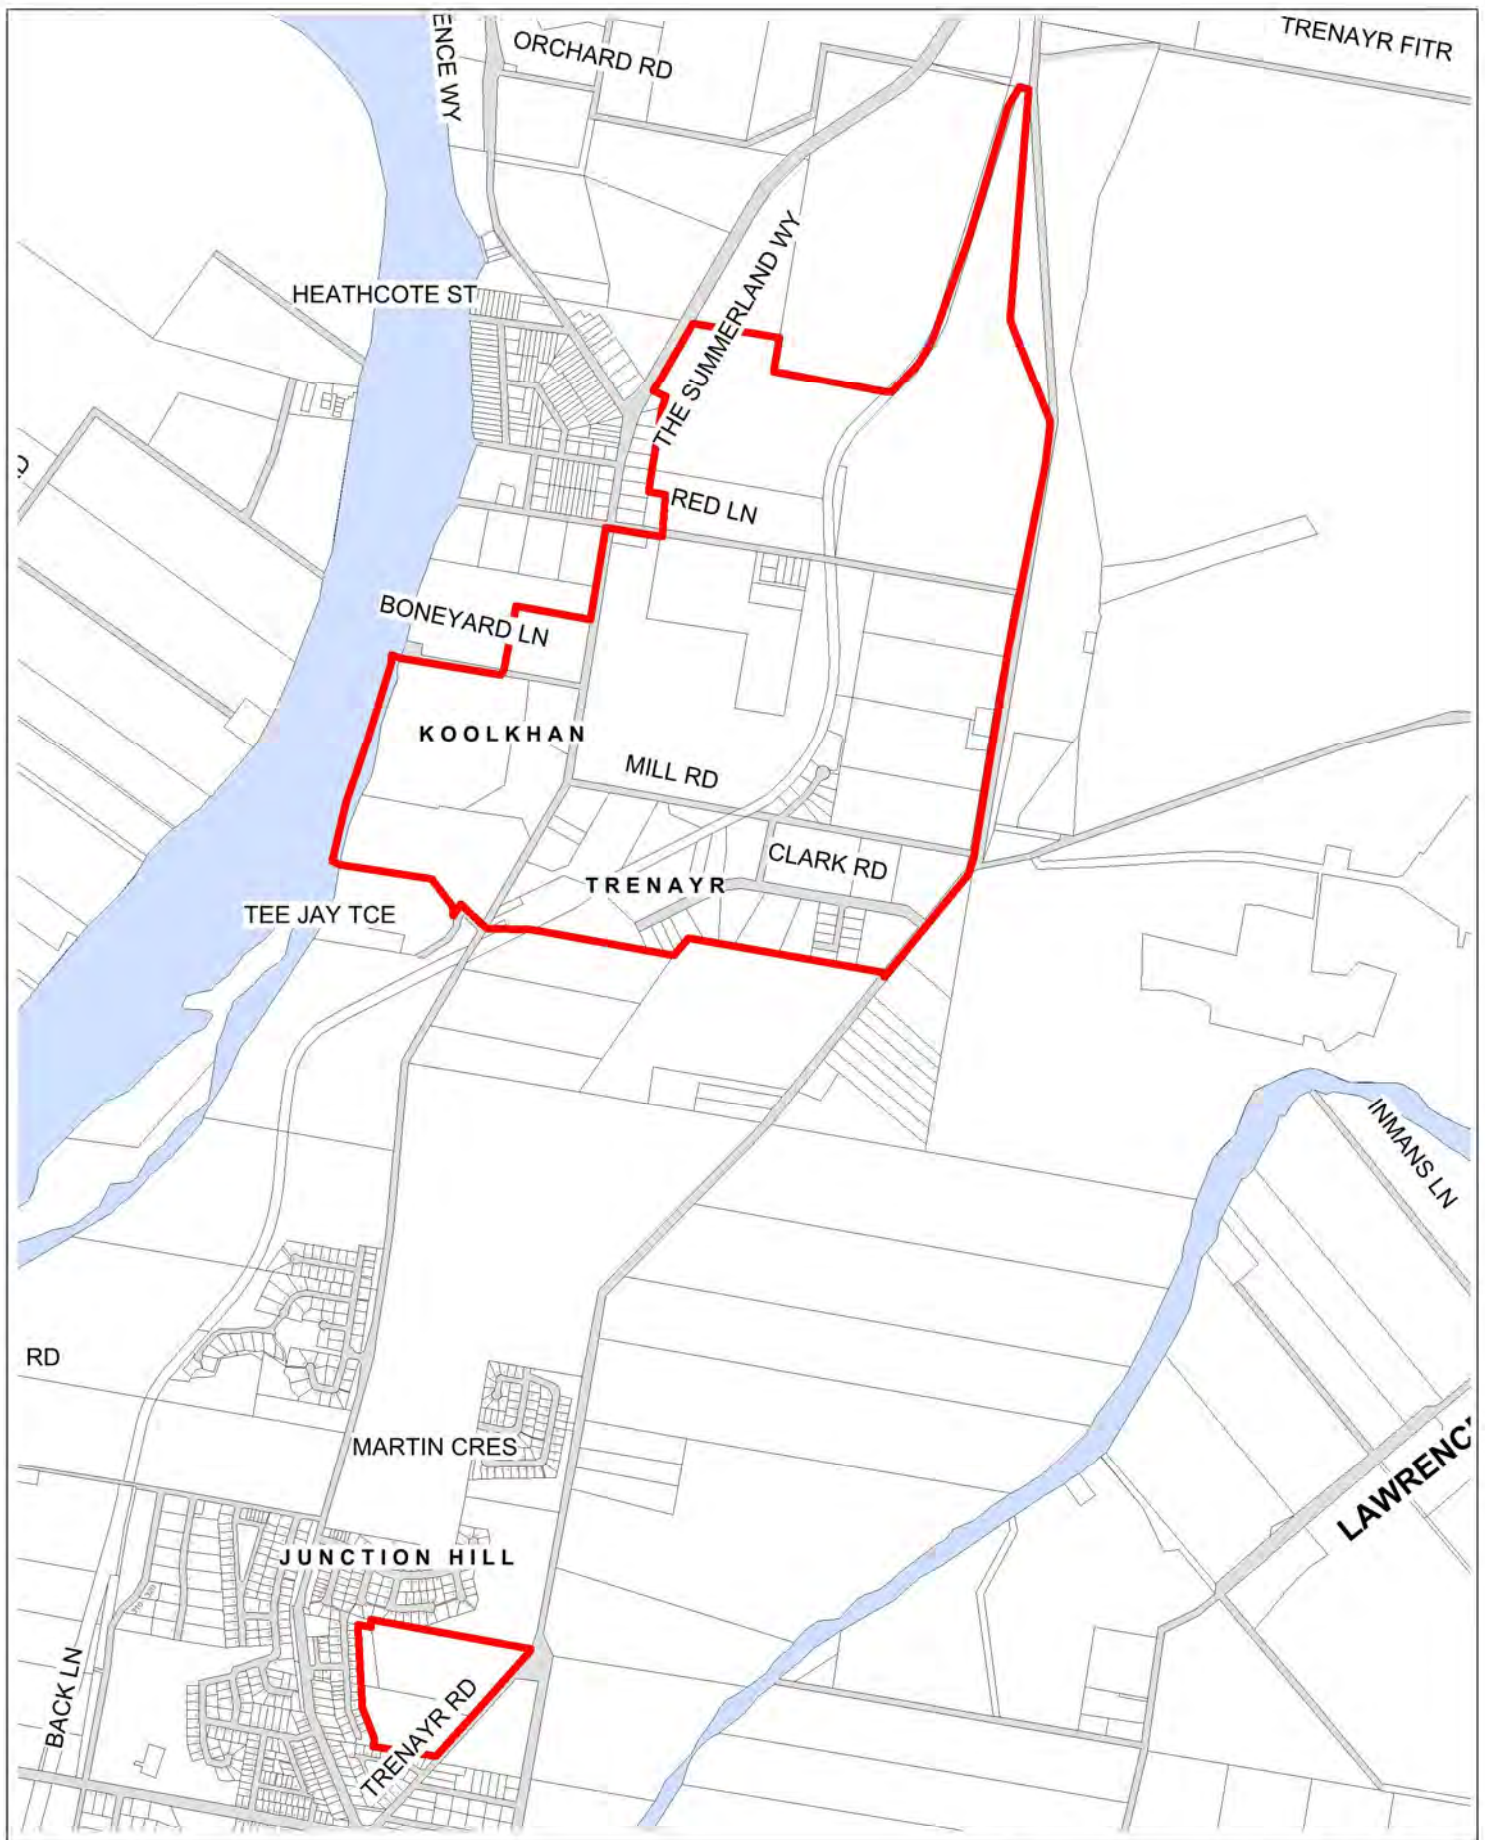 ENCE WY
ORCHARD RD
TRENAYR FITR
HEATHCOTE ST
THE SUMMERLAND WY
RED LN
BONEYARD LN
KOOLKHAN
MILL RD
CLARK RD
TRENAYR
TEE JAY TCE
INMANS LN
RD
MARTIN CRES
LAWRENC
JUNCTION HILL
BACK LN
TRENAYR RD